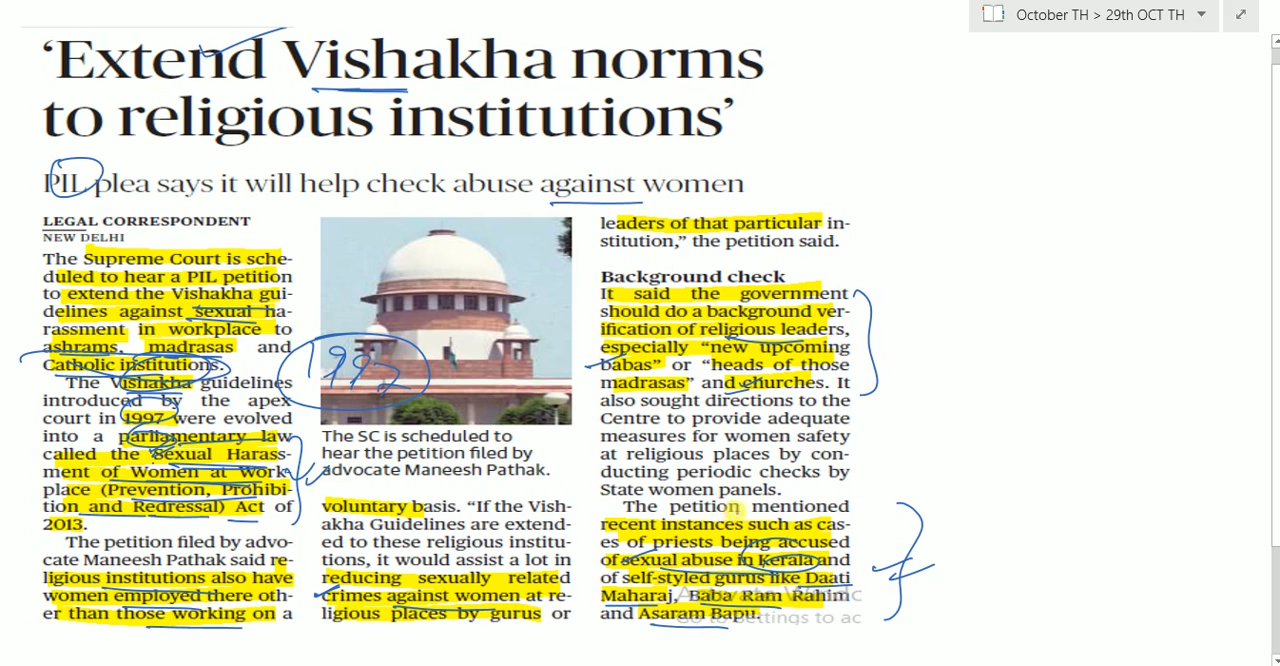 October TH > 29th OCT TH
‘Extend Vishakha norms
to religious institutions’
PIL plea says it will help check abuse against women
LEGAL CORRESPONDENT
NEW DELHI
The Supreme Court is sche-
duled to hear a PIL petition
to extend the Vishakha gui-
delines against sexual ha-
rassment in workplace to
ashrams, madrasas and
Catholic institutions.
The Vishakha guidelines
introduced by the apex
court in 1997 were evolved
into a parliamentary law
called the Sexual Harass-
ment of Women at Work-
place (Prevention, Prohibi-
tion and Redressal) Act of
2013.
The petition filed by advo-
cate Maneesh Pathak said re-
ligious institutions also have
women employed there oth-
er than those working on a
1997
The SC is scheduled to
hear the petition filed by
advocate Maneesh Pathak.
voluntary basis. “If the Vish-
akha Guidelines are extend-
ed to these religious institu-
tions, it would assist a lot in
reducing sexually related
crimes against women at re-
ligious places by gurus or
leaders of that particular in-
stitution,” the petition said.
Background check
It said the government
should do a background ver-
ification of religious leaders,
especially “new upcoming
babas” or “heads of those
madrasas” and churches. It
also sought directions to the
Centre to provide adequate
measures for women safety
at religious places by con-
ducting periodic checks by
State women panels.
The petition mentioned
recent instances such as cas-
es of priests being accused
of sexual abuse in Kerala and
of self-styled gurus like Daati
Maharaj, Baba Ram Rahim
and Asaram Bapu.
Go to Settings to ac